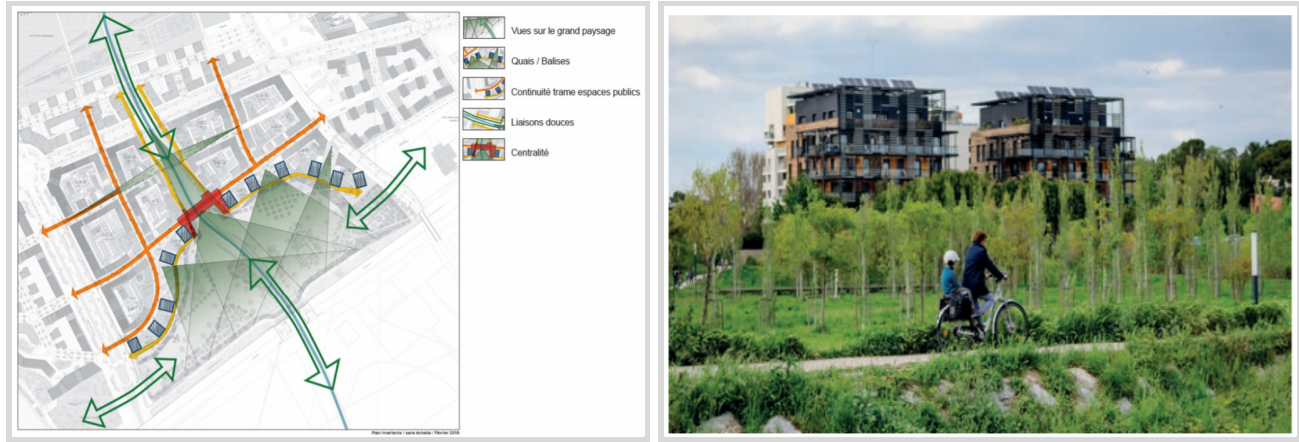 Vues sur le grand paysage
Quais / Balises
Continuité trame espaces publics
Liaisons douces
Centralité
Plan invariants / sans échelle / Février 2016